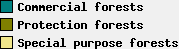 Commercial forests
Protection forests
Special purpose forests